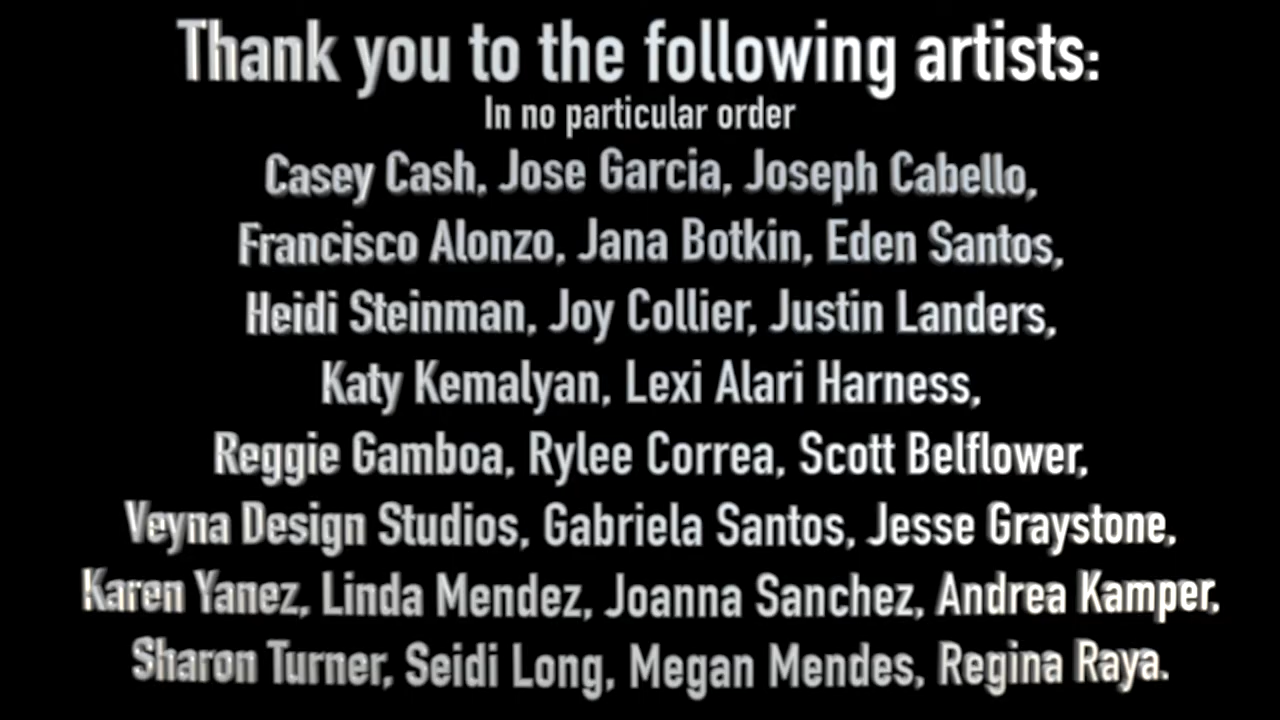 Thank you to the following artists:
In no particular order
Casey Cash, Jose Garcia, Joseph Cabello,
Francisco Alonzo, Jana Botkin, Eden Santos,
Heidi Steinman, Joy Collier, Justin Landers,
Katy Kemalyan, Lexi Alari Harness,
Reggie Gamboa, Rylee Correa, Scott Belflower,
Veyna Design Studios, Gabriela Santos, Jesse Graystone,
Karen Yanez, Linda Mendez, Joanna Sanchez, Andrea Kamper,
Sharon Turner, Seidi Long, Megan Mendes, Regina Raya.